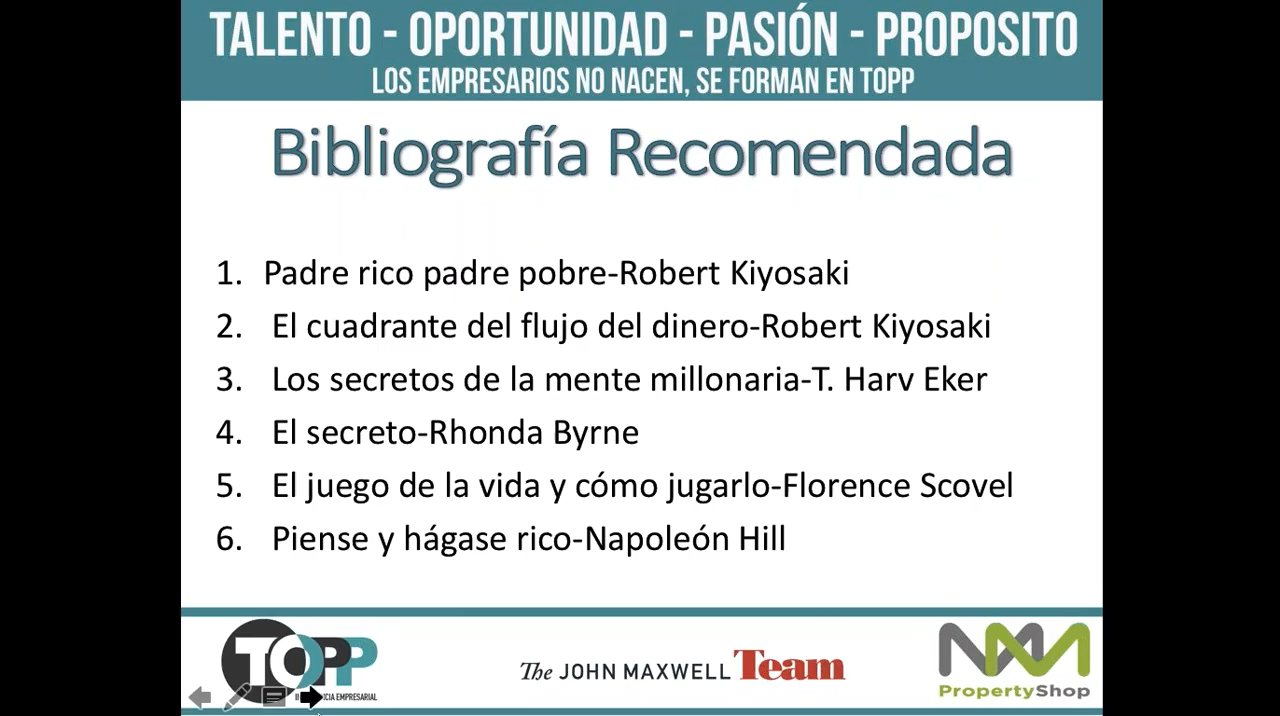 TALENTO - OPORTUNIDAD - PASIÓN - PROPOSITO
LOS EMPRESARIOS NO NACEN, SE FORMAN EN TOPP
Bibliografía Recomendada
1. Padre rico padre pobre-Robert Kiyosaki
2. El cuadrante del flujo del dinero-Robert Kiyosaki
3. Los secretos de la mente millonaria-T. Harv Eker
4. El secreto-Rhonda Byrne
5. El juego de la vida y cómo jugarlo-Florence Scovel
6. Piense y hágase rico-Napoleón Hill
TOPP
EMPRESARIAL
The JOHN MAXWELL Team
PropertyShop